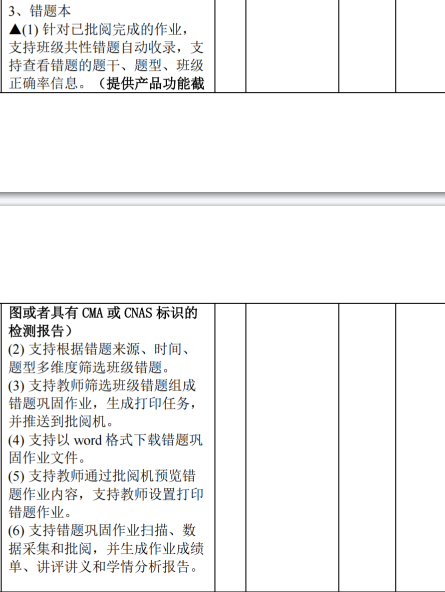 3、错题本
▲(1) 针对已批阅完成的作业，
支持班级共性错题自动收录，支
持查看错题的题干、题型、班级
正确率信息。（提供产品功能截
图或者具有 CMA 或 CNAS 标识的
检测报告）
(2) 支持根据错题来源、时间、
题型多维度筛选班级错题。
(3) 支持教师筛选班级错题组成
错题巩固作业，生成打印任务，
并推送到批阅机。
(4) 支持以 word 格式下载错题巩
固作业文件。
(5) 支持教师通过批阅机预览错
题作业内容，支持教师设置打印
错题作业。
(6) 支持错题巩固作业扫描、数
据采集和批阅，并生成作业成绩
单、讲评讲义和学情分析报告。